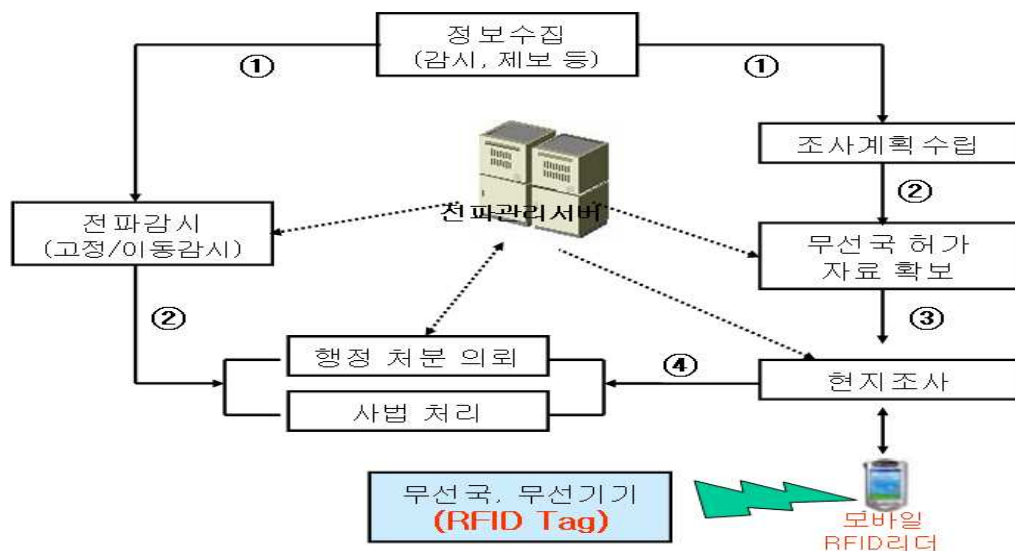 정보수집
(감시, 제보 등)
①
①
조사계획수립
②
전파관리서버
전파감시
(고정/이동감시)
무선국 허가
자료 확보
②
③
행정 처분 의뢰
④
현지조사
사법 처리
무선국, 무선기기
(RFID Tag)
모바일
RFID리더